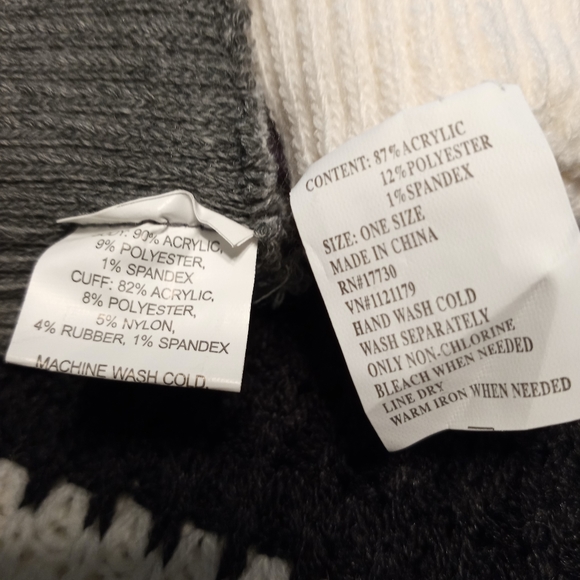 90% ACRYLIC,
9% POLYESTER,
1% SPANDEX
CUFF: 82% ACRYLIC,
8% POLYESTER,
5% NYLON,
4% RUBBER, 1% SPANDEX
MACHINE WASH COLD,
CONTENT: 87% ACRYLIC
12% POLYESTER
1% SPANDEX
SIZE: ONE SIZE
MADE IN CHINA
RN#17730
VN#1121179
HAND WASH COLD
WASH SEPARATELY
ONLY NON-CHLORINE
BLEACH WHEN NEEDED
LINE DRY
WARM IRON WHEN NEEDED